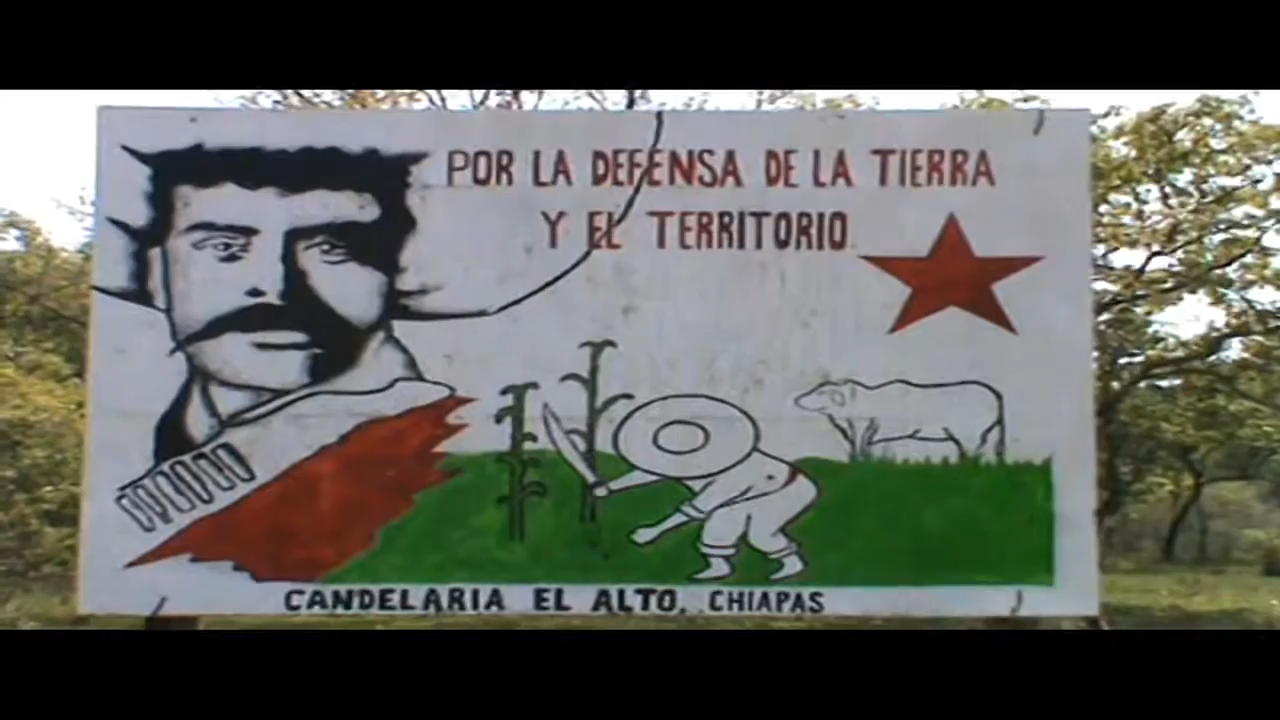 POR LA DEFENSA DE LA TIERRA
Y EL TERRITORIO
CANDELARIA EL ALTO, CHIAPAS